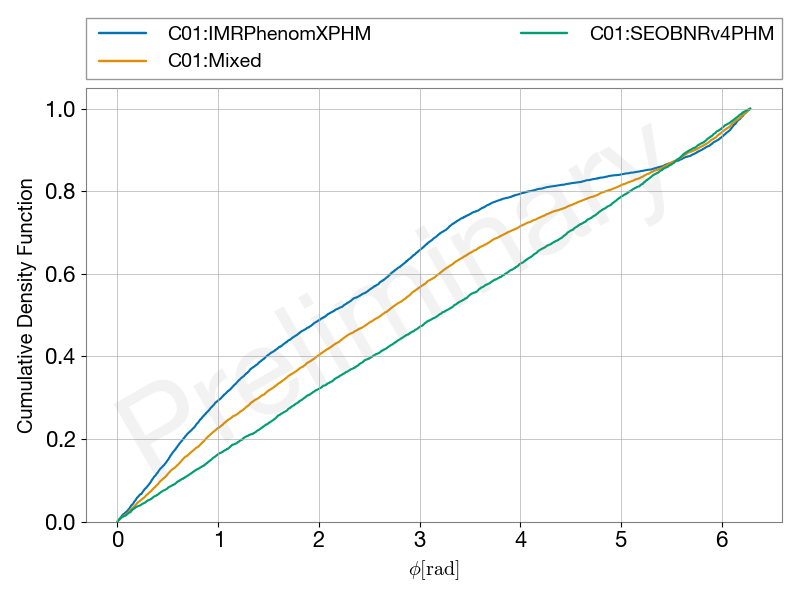 C01:IMRPhenomXPHM
C01:Mixed
C01:SEOBNRv4PHM
Cumulative Density Function
1.0
0.8
0.6
0.4
0.2
0.0
Preliminary
0 1 2 3 4 5 6
ϕ[rad]